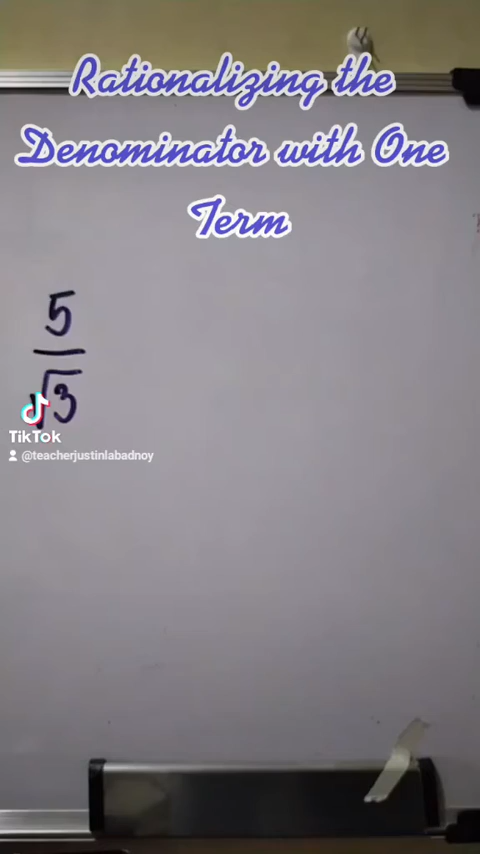 Rationalizing the
Denominator with One
Term
5
√3
TikTok
@teacherjustinlabadnoy